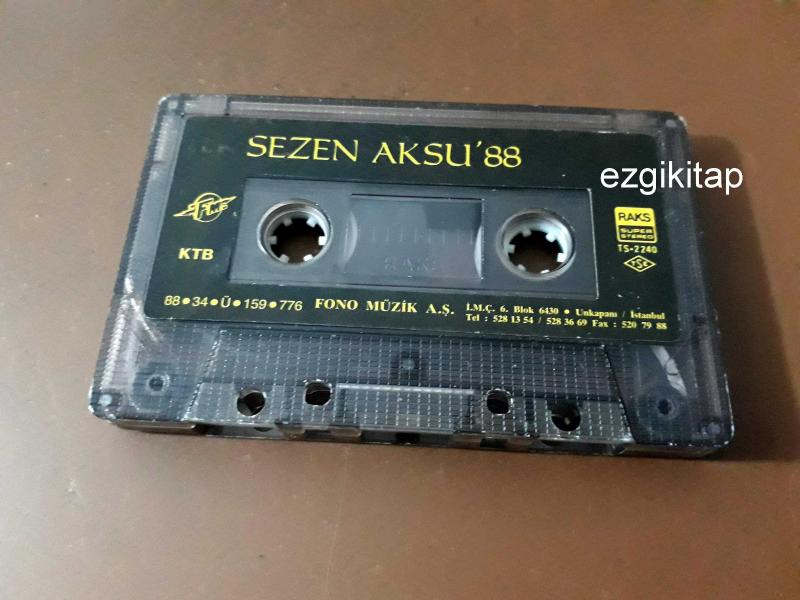 SEZEN AKSU'88
ezgikitap
KTB
RAKS
SUPER
STEREO
TS-2240
TSE
88•34•Ü•159•776 FONO MÜZİK A.Ş.
İ.M.Ç. 6. Blok 6430 • Unkapanı / İstanbul
Tel : 528 13 54 / 528 36 69 Fax : 520 79 88